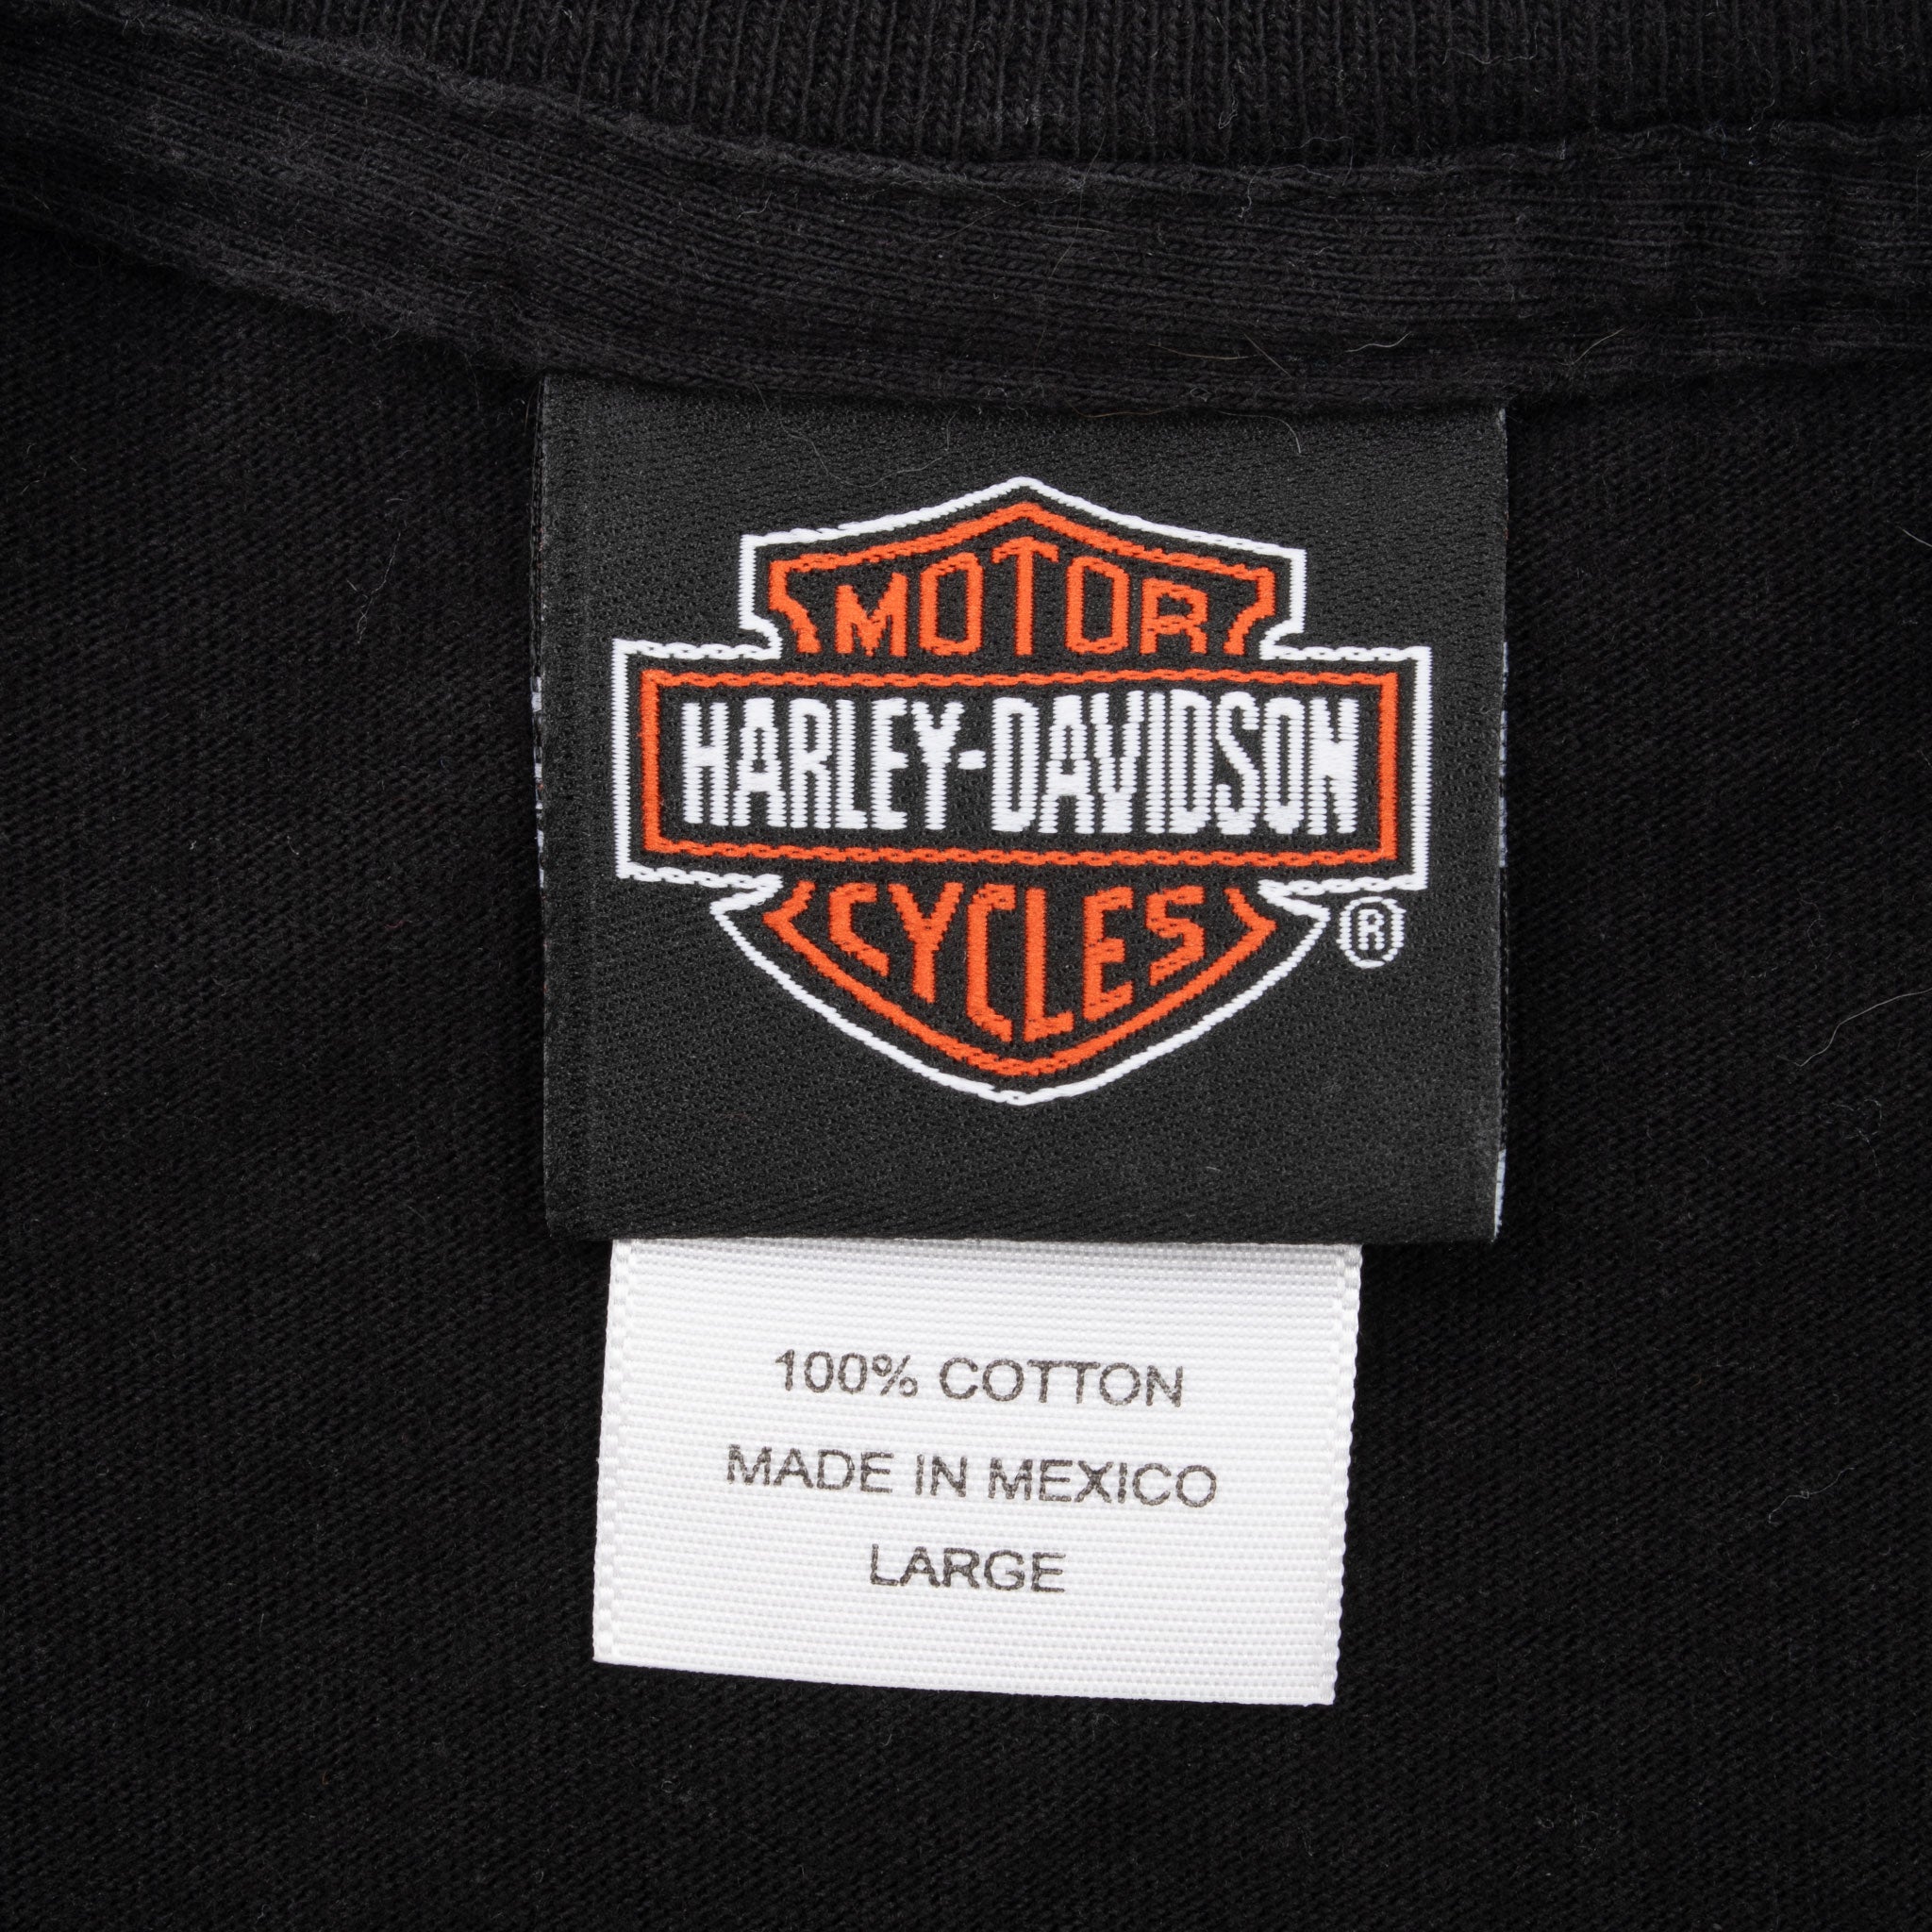 MOTOR
HARLEY-DAVIDSON
CYCLES
®
100% COTTON
MADE IN MEXICO
LARGE